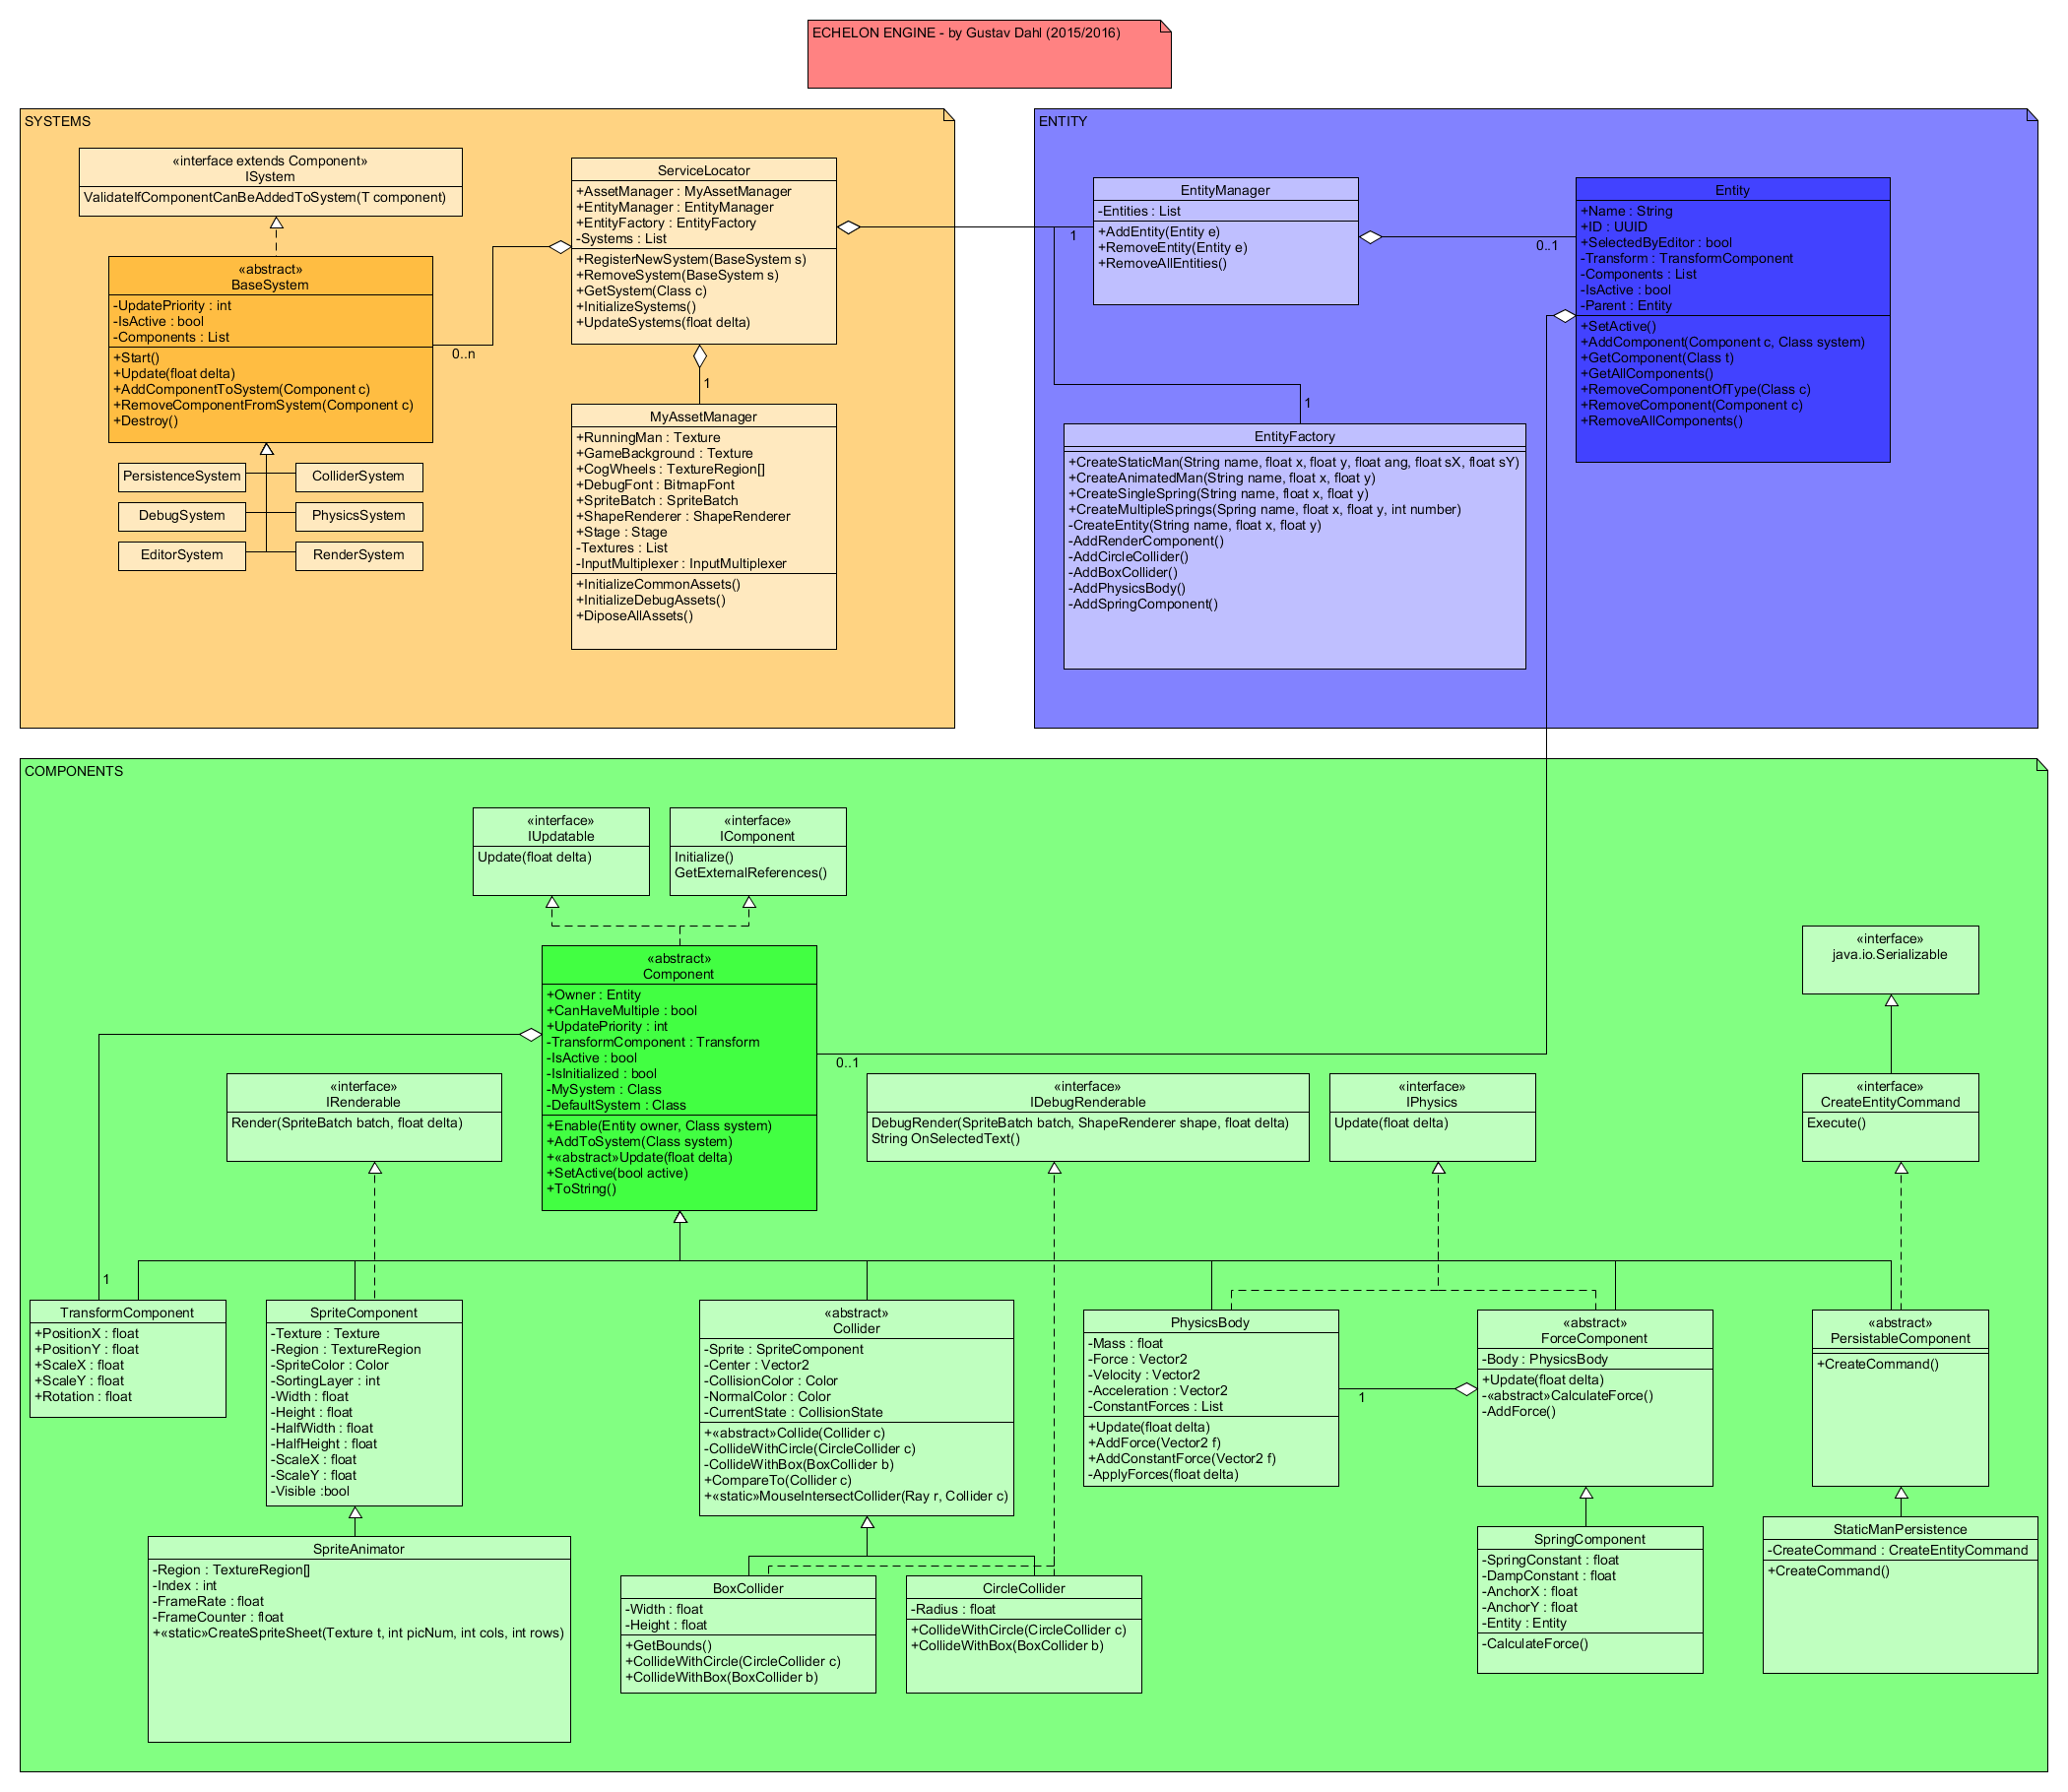 ECHELON ENGINE - by Gustav Dahl (2015/2016)
SYSTEMS
«interface extends Component»
ISystem
ValidateIfComponentCanBeAddedToSystem(T component)
«abstract»
BaseSystem
-UpdatePriority : int
-IsActive : bool
-Components : List
+Start()
+Update(float delta)
+AddComponentToSystem(Component c)
+RemoveComponentFromSystem(Component c)
+Destroy()
0..n
PersistenceSystem
ColliderSystem
DebugSystem
PhysicsSystem
EditorSystem
RenderSystem
ServiceLocator
+AssetManager : MyAssetManager
+EntityManager : EntityManager
+EntityFactory : EntityFactory
-Systems : List
+RegisterNewSystem(BaseSystem s)
+RemoveSystem(BaseSystem s)
+GetSystem(Class c)
+InitializeSystems()
+UpdateSystems(float delta)
1
MyAssetManager
+RunningMan : Texture
+GameBackground : Texture
+CogWheels : TextureRegion[]
+DebugFont : BitmapFont
+SpriteBatch : SpriteBatch
+ShapeRenderer : ShapeRenderer
+Stage : Stage
-Textures : List
-InputMultiplexer : InputMultiplexer
+InitializeCommonAssets()
+InitializeDebugAssets()
+DiposeAllAssets()
ENTITY
EntityManager
-Entities : List
+AddEntity(Entity e)
+RemoveEntity(Entity e)
+RemoveAllEntities()
1
0..1
Entity
+Name : String
+ID : UUID
+SelectedByEditor : bool
-Transform : TransformComponent
-Components : List
-IsActive : bool
-Parent : Entity
+SetActive()
+AddComponent(Component c, Class system)
+GetComponent(Class t)
+GetAllComponents()
+RemoveComponentOfType(Class c)
+RemoveComponent(Component c)
+RemoveAllComponents()
1
EntityFactory
+CreateStaticMan(String name, float x, float y, float ang, float sX, float sY)
+CreateAnimatedMan(String name, float x, float y)
+CreateSingleSpring(String name, float x, float y)
+CreateMultipleSprings(Spring name, float x, float y, int number)
-CreateEntity(String name, float x, float y)
-AddRenderComponent()
-AddCircleCollider()
-AddBoxCollider()
-AddPhysicsBody()
-AddSpringComponent()
COMPONENTS
«interface»
IUpdatable
Update(float delta)
«interface»
IComponent
Initialize()
GetExternalReferences()
«abstract»
Component
+Owner : Entity
+CanHaveMultiple : bool
+UpdatePriority : int
-TransformComponent : Transform
-IsActive : bool
-IsInitialized : bool
-MySystem : Class
-DefaultSystem : Class
+Enable(Entity owner, Class system)
+AddToSystem(Class system)
+«abstract»Update(float delta)
+SetActive(bool active)
+ToString()
0..1
«interface»
java.io.Serializable
«interface»
IRenderable
Render(SpriteBatch batch, float delta)
«interface»
IDebugRenderable
DebugRender(SpriteBatch batch, ShapeRenderer shape, float delta)
String OnSelectedText()
«interface»
IPhysics
Update(float delta)
«interface»
CreateEntityCommand
Execute()
1
TransformComponent
+PositionX : float
+PositionY : float
+ScaleX : float
+ScaleY : float
+Rotation : float
SpriteComponent
-Texture : Texture
-Region : TextureRegion
-SpriteColor : Color
-SortingLayer : int
-Width : float
-Height : float
-HalfWidth : float
-HalfHeight : float
-ScaleX : float
-ScaleY : float
-Visible :bool
«abstract»
Collider
-Sprite : SpriteComponent
-Center : Vector2
-CollisionColor : Color
-NormalColor : Color
-CurrentState : CollisionState
+«abstract»Collide(Collider c)
-CollideWithCircle(CircleCollider c)
-CollideWithBox(BoxCollider b)
+CompareTo(Collider c)
+«static»MouseIntersectCollider(Ray r, Collider c)
PhysicsBody
-Mass : float
-Force : Vector2
-Velocity : Vector2
-Acceleration : Vector2
-ConstantForces : List
+Update(float delta)
+AddForce(Vector2 f)
+AddConstantForce(Vector2 f)
-ApplyForces(float delta)
1
«abstract»
ForceComponent
-Body : PhysicsBody
+Update(float delta)
-«abstract»CalculateForce()
-AddForce()
«abstract»
PersistableComponent
+CreateCommand()
SpriteAnimator
-Region : TextureRegion[]
-Index : int
-FrameRate : float
-FrameCounter : float
+«static»CreateSpriteSheet(Texture t, int picNum, int cols, int rows)
BoxCollider
-Width : float
-Height : float
+GetBounds()
+CollideWithCircle(CircleCollider c)
+CollideWithBox(BoxCollider b)
CircleCollider
-Radius : float
+CollideWithCircle(CircleCollider c)
+CollideWithBox(BoxCollider b)
SpringComponent
-SpringConstant : float
-DampConstant : float
-AnchorX : float
-AnchorY : float
-Entity : Entity
-CalculateForce()
StaticManPersistence
-CreateCommand : CreateEntityCommand
+CreateCommand()